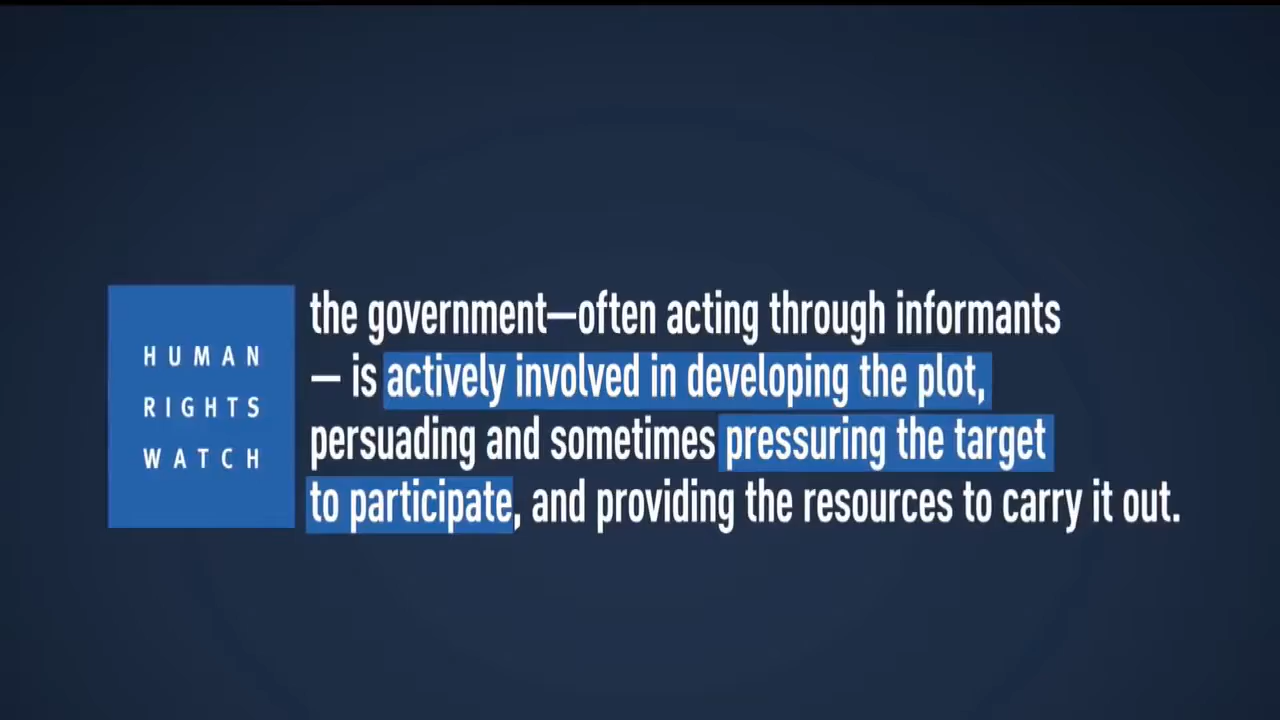 HUMAN
RIGHTS
WATCH
the government—often acting through informants
— is actively involved in developing the plot,
persuading and sometimes pressuring the target
to participate, and providing the resources to carry it out.